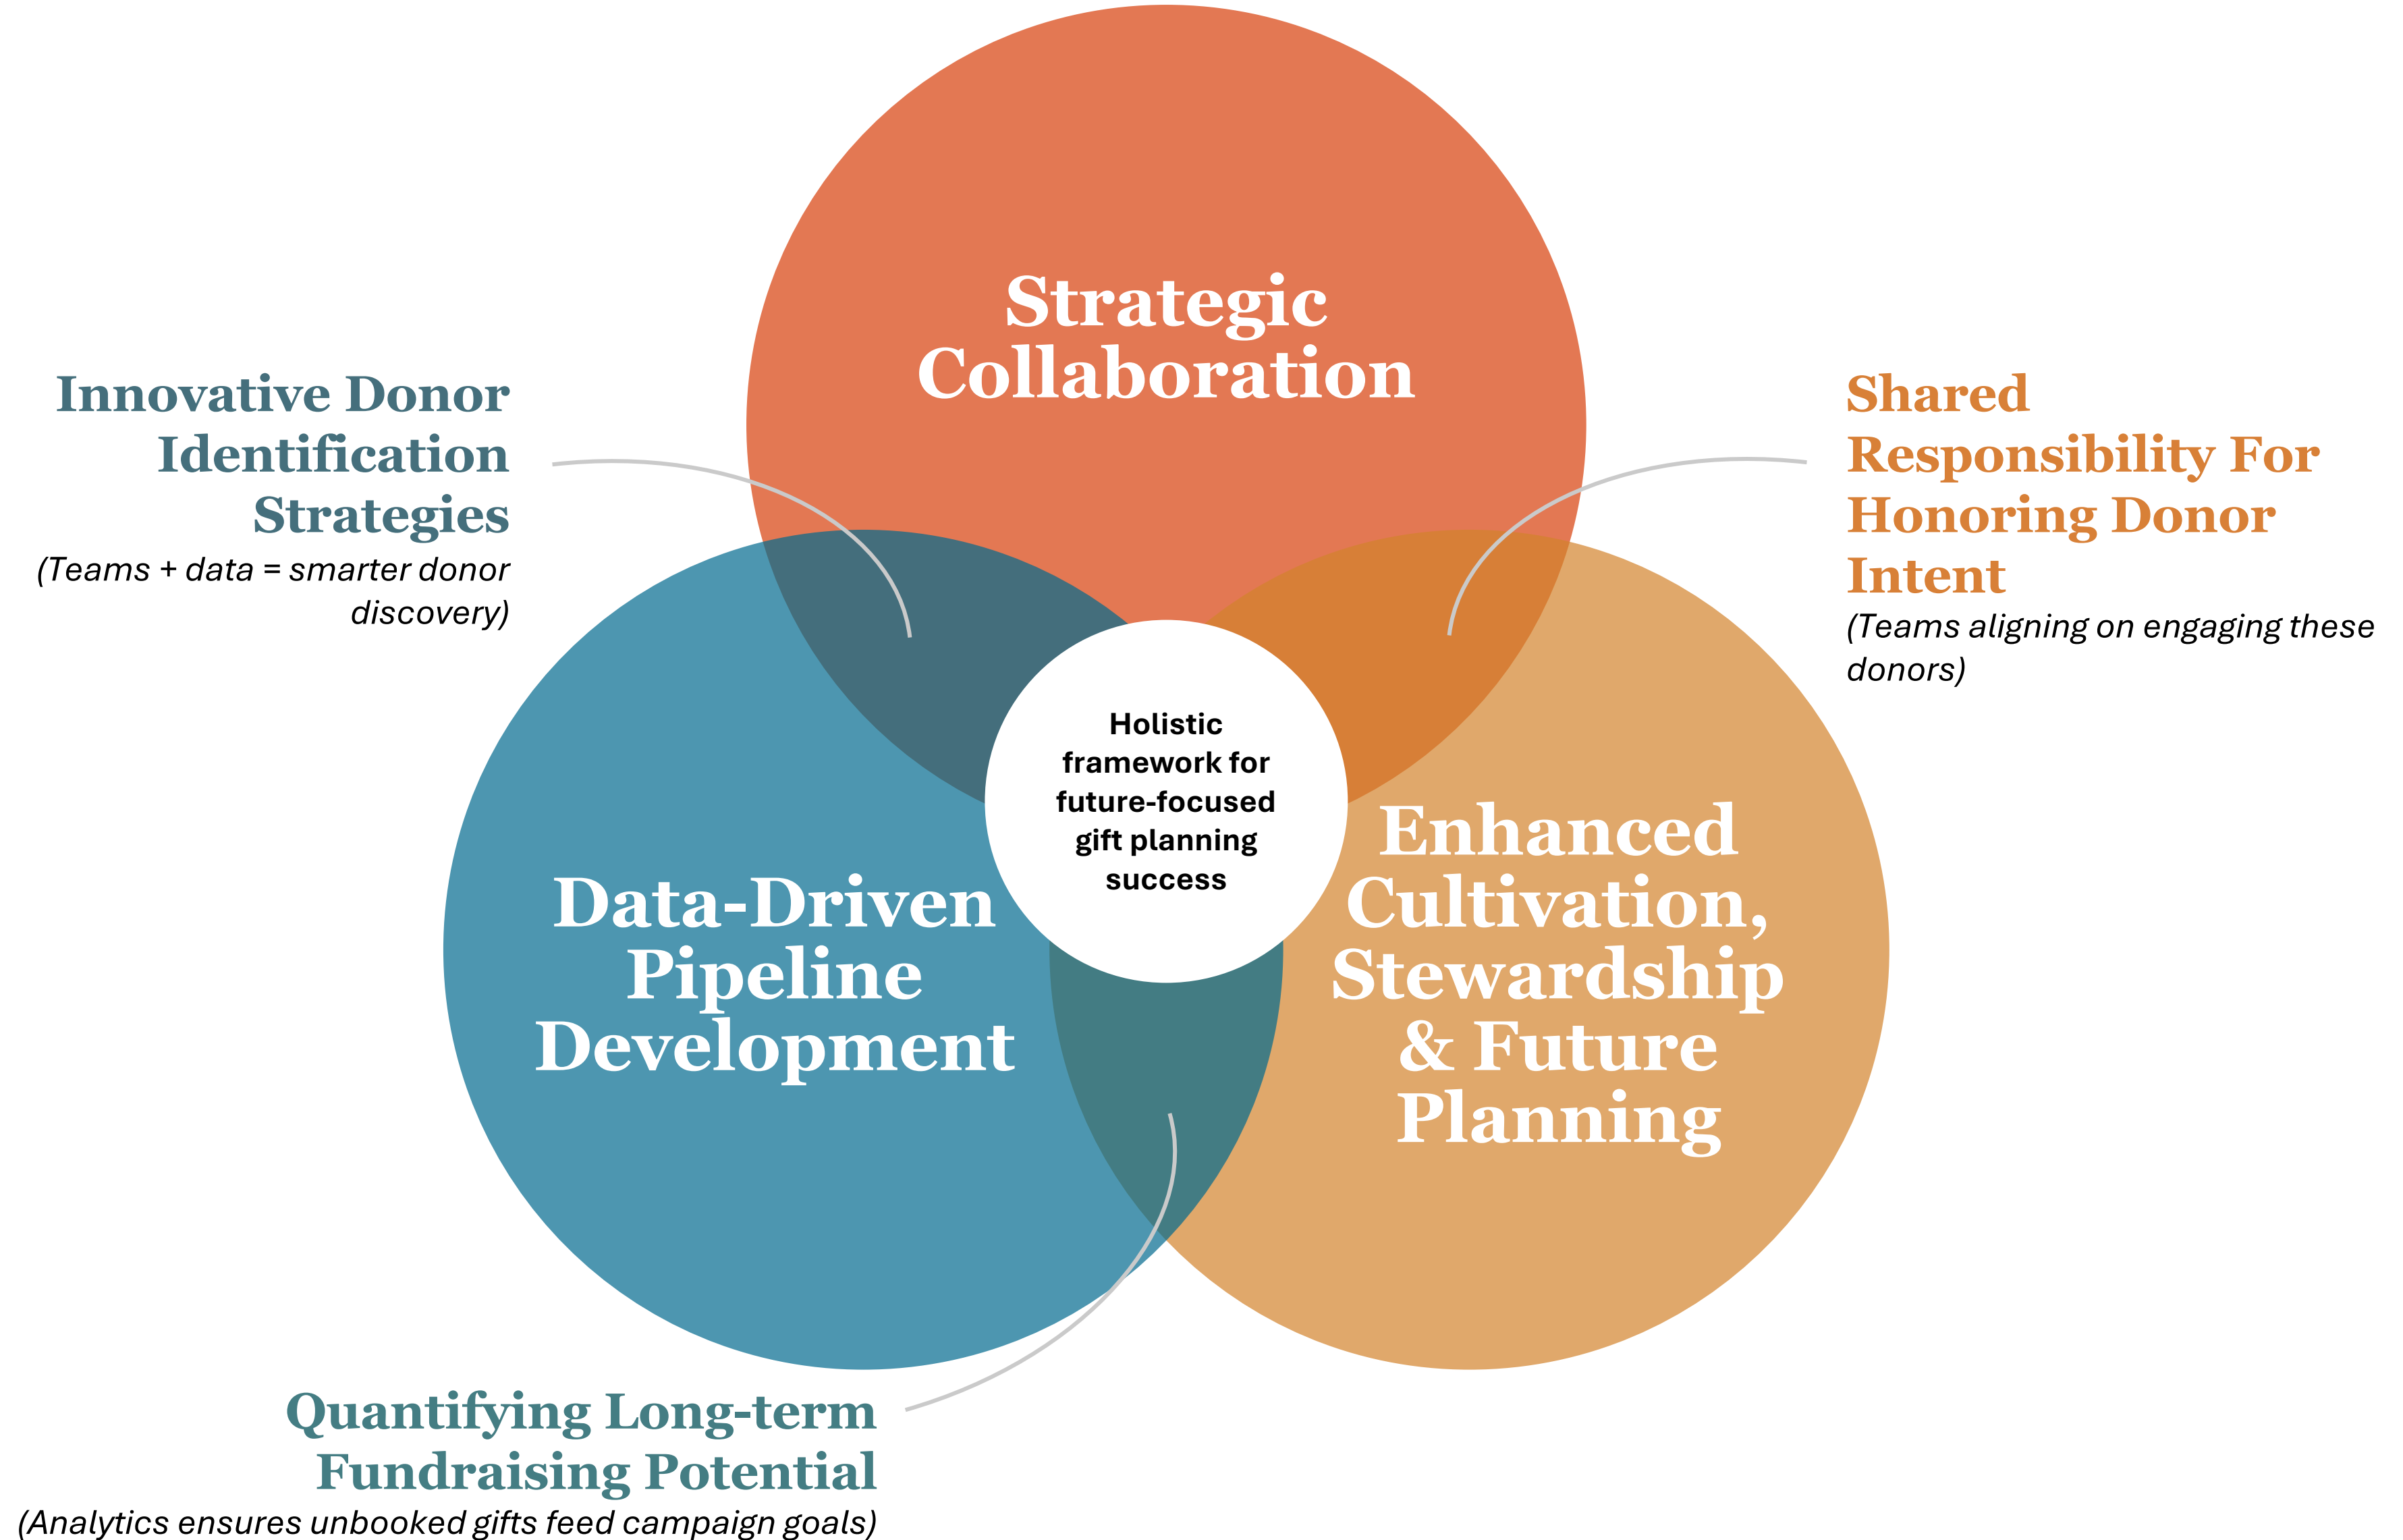 Strategic
Collaboration
Innovative Donor
Identification
Strategies
(Teams + data = smarter donor
discovery)
Shared
Responsibility For
Honoring Donor
Intent
(Teams aligning on engaging these
donors)
Holistic
framework for
future-focused
gift planning
success
Data-Driven
Pipeline
Development
Enhanced
Cultivation,
Stewardship
& Future
Planning
Quantifying Long-term
Fundraising Potential
(Analytics ensures unbooked gifts feed campaign goals)